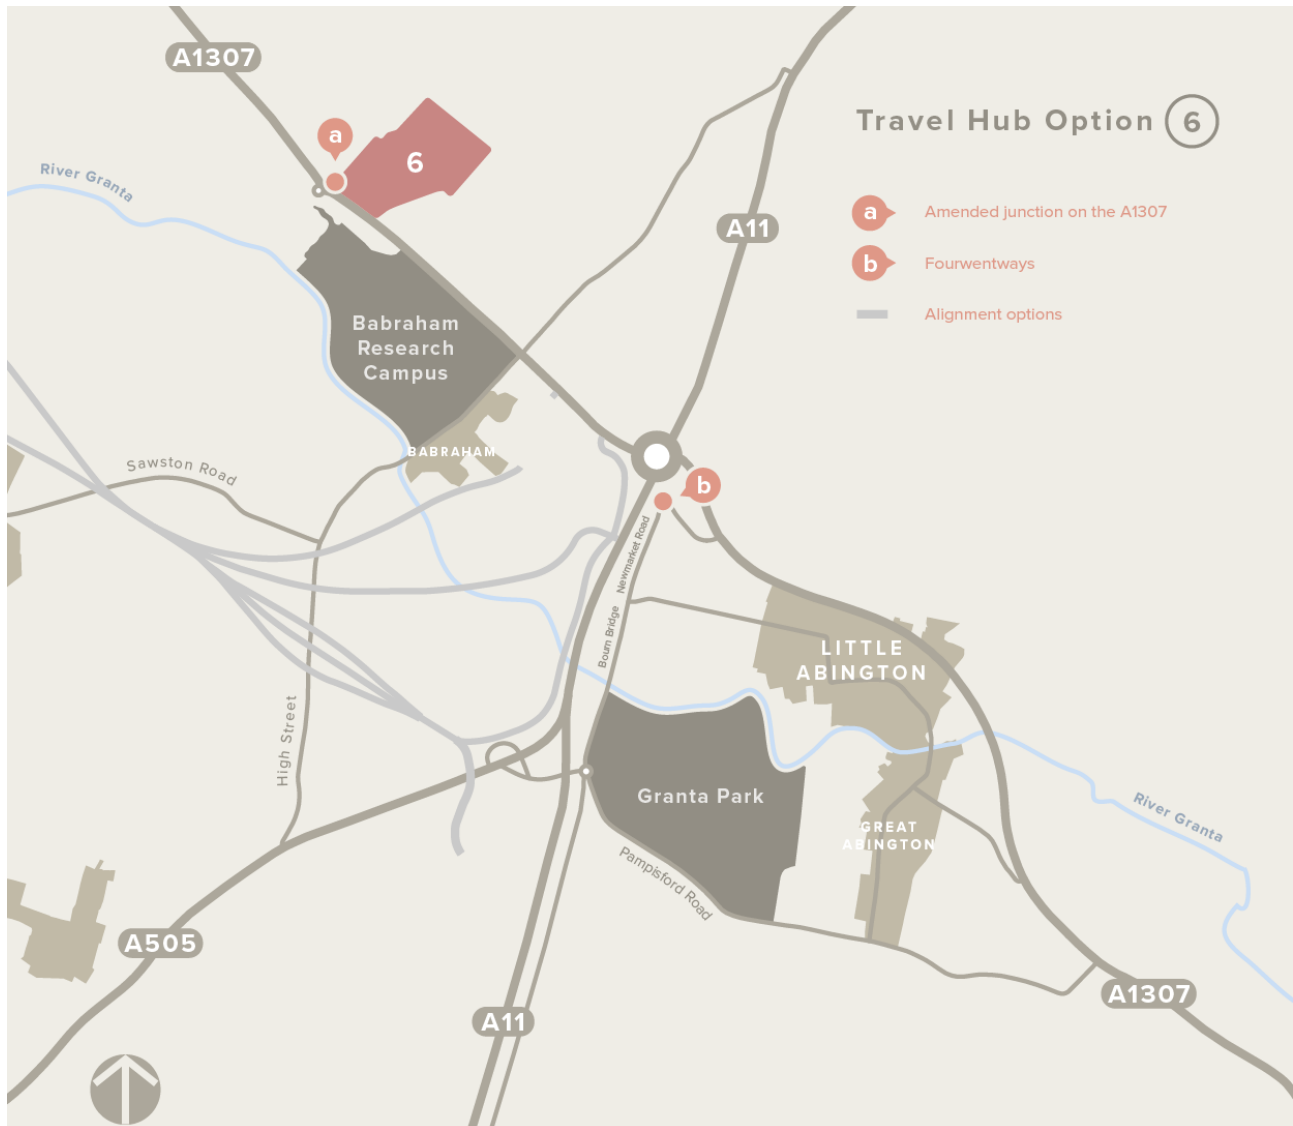 A1307
a
6
River Granta
Travel Hub Option 6
a Amended junction on the A1307
b Fourwentways
Alignment options
A11
Babraham
Research
Campus
BABRAHAM
Sawston Road
b
Newmarket Road
Bourn Bridge
LITTLE
ABINGTON
High Street
Granta Park
GREAT
ABINGTON
River Granta
Pampisford Road
A505
A1307
A11